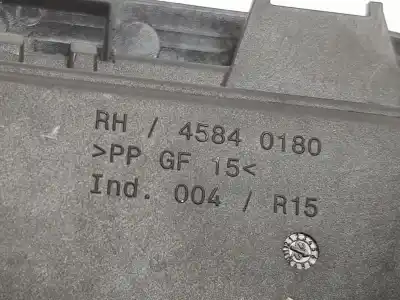 RH / 4584 0180
>PP GF 15<
Ind. 004 / R15